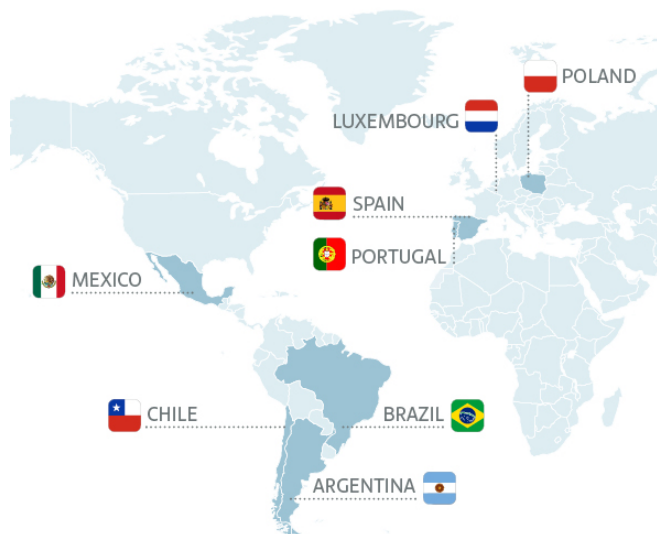 POLAND
LUXEMBOURG
SPAIN
PORTUGAL
MEXICO
CHILE
BRAZIL
ARGENTINA